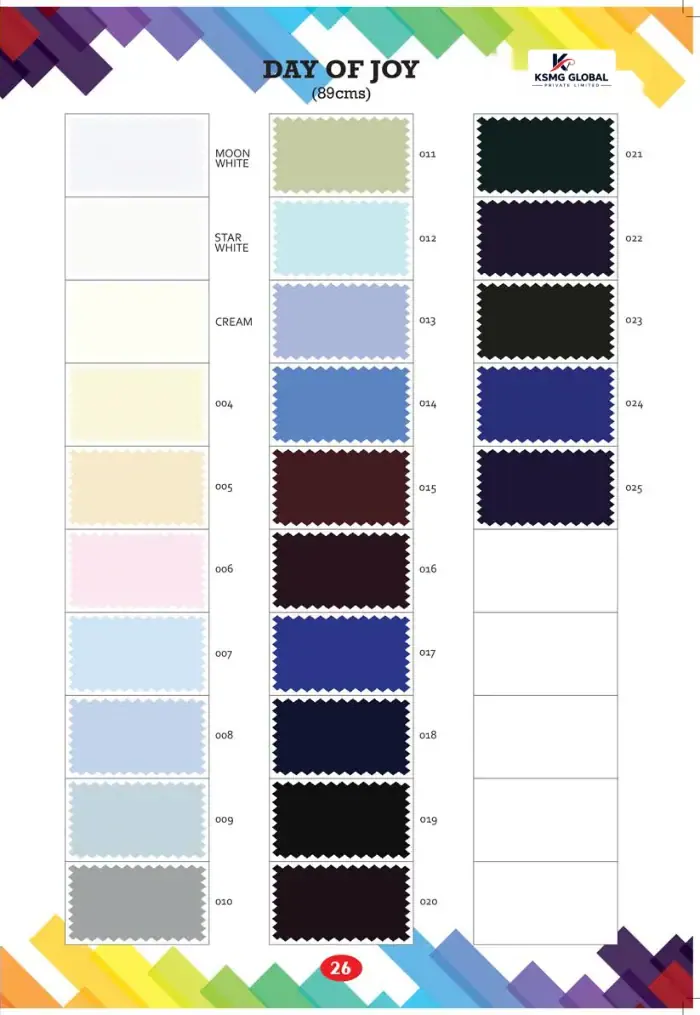 DAY OF JOY
(89cms)
KSMG GLOBAL
PRIVATE LIMITED
MOON
WHITE
STAR
WHITE
CREAM
004
005
006
007
008
009
010
011
012
013
014
015
016
017
018
019
020
021
022
023
024
025
26